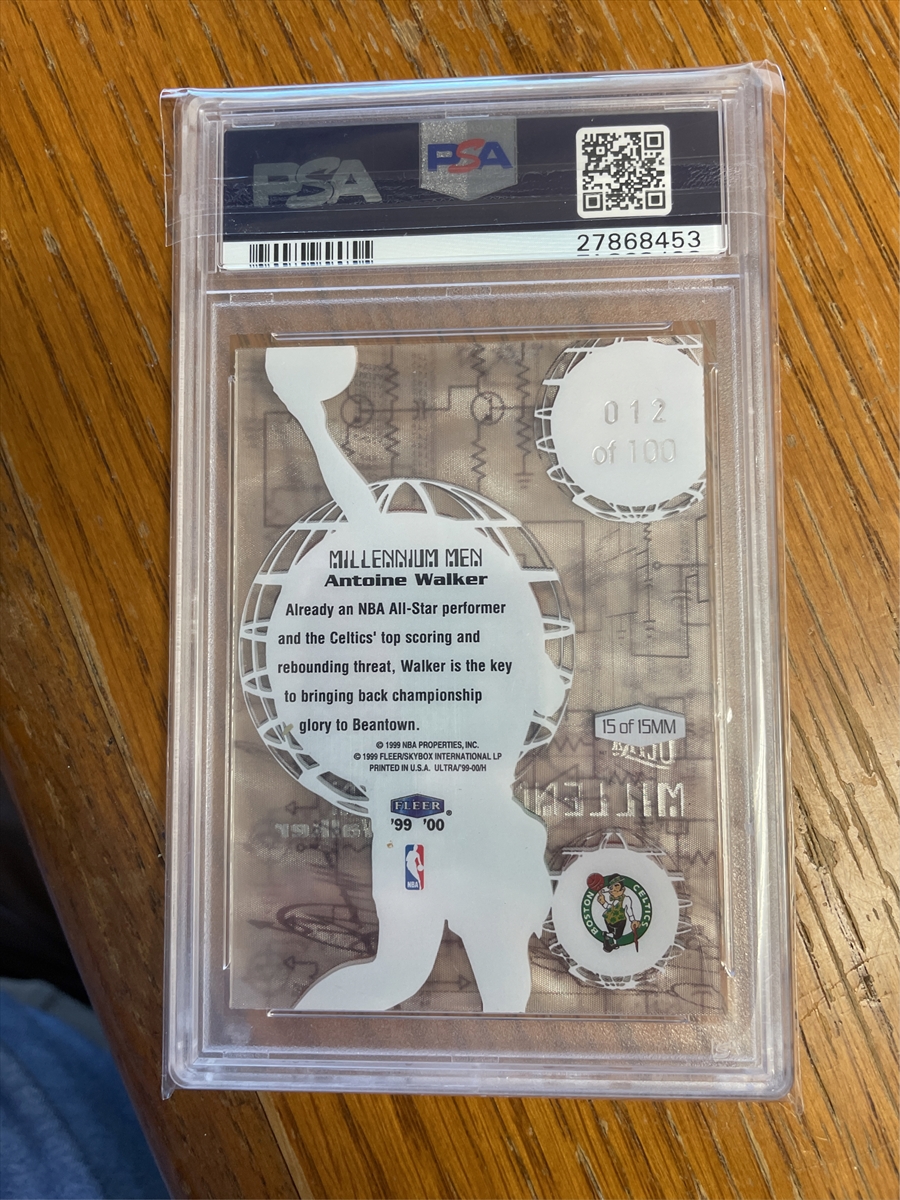 PSA
PSA
27868453
012
of 100
MILLENNIUM MEN
Antoine Walker
Already an NBA All-Star performer
and the Celtics' top scoring and
rebounding threat, Walker is the key
to bringing back championship
glory to Beantown.
© 1999 NBA PROPERTIES, INC.
© 1999 FLEER/SKYBOX INTERNATIONAL LP
PRINTED IN U.S.A. ULTRA/'99-00/H
15 of 15MM
ULTRA
MILLEN
FLEER®
'99 '00
NBA
BOSTON CELTICS